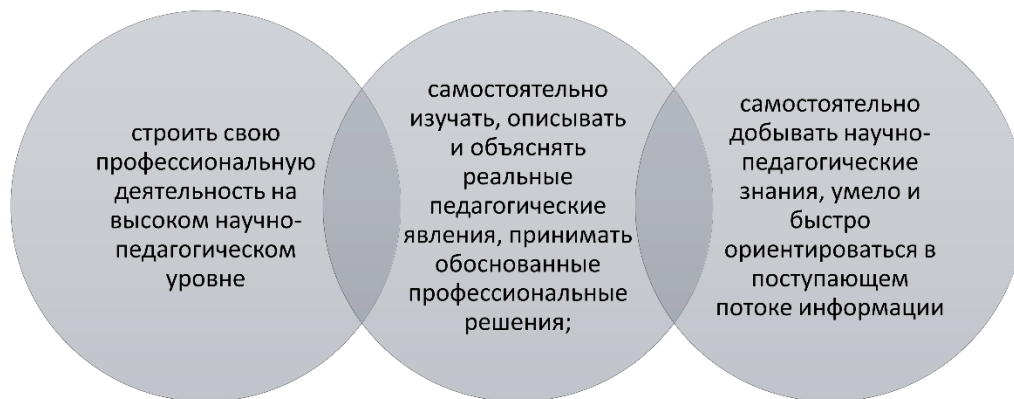 строить свою
профессиональную
деятельность на
высоком научно-
педагогическом
уровне
самостоятельно
изучать, описывать
и объяснять
реальные
педагогические
явления, принимать
обоснованные
профессиональные
решения;
самостоятельно
добывать научно-
педагогические
знания, умело и
быстро
ориентироваться в
поступающем
потоке информации